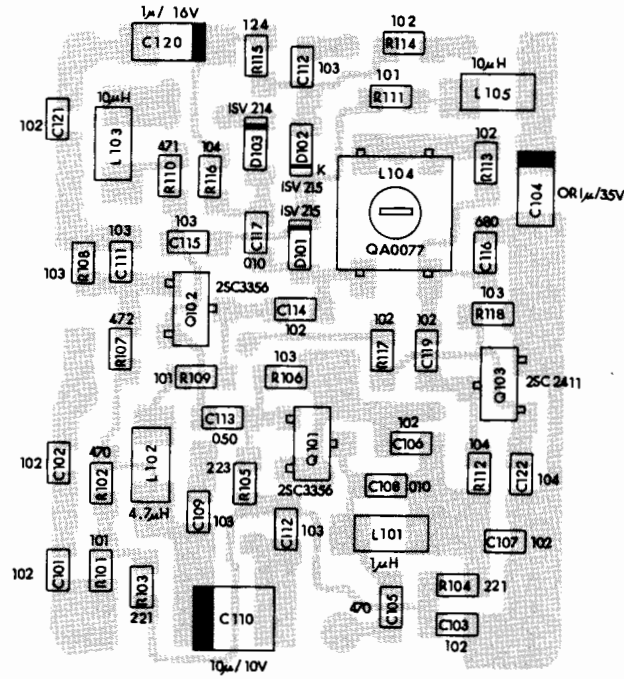 1μ/ 16V
C120
124
R115
C112
103
102
R114
10μH
L105
101
R111
102
C121
10μH
L103
ISV 214
D103
D102
K
ISV 215
471
R110
104
R116
L104
QA0077
102
R113
C104
OR1μ/35V
ISV 215
D101
C117
010
103
C115
103
C111
103
R108
680
C116
2SC3356
Q102
C114
102
103
R118
472
R107
102
R117
102
C119
Q103
2SC 2411
101
R109
103
R106
C113
050
Q101
2SC3356
102
C106
102
C102
470
R102
L102
4.7μH
223
R105
C109
103
C108
010
104
R112
C122
104
C112
103
L101
1μH
C107
102
102
C101
101
R101
R103
221
C110
10μ/ 10V
470
C105
R104
221
C103
102